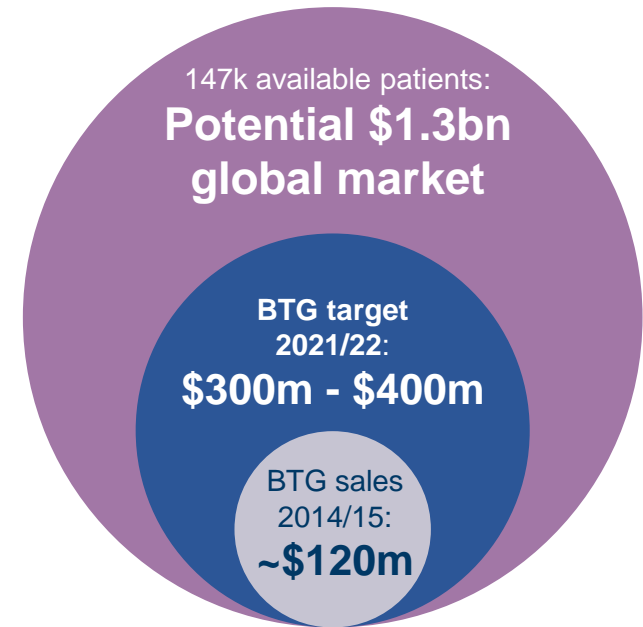 147k available patients:
Potential $1.3bn
global market
BTG target
2021/22:
$300m - $400m
BTG sales
2014/15:
~$120m